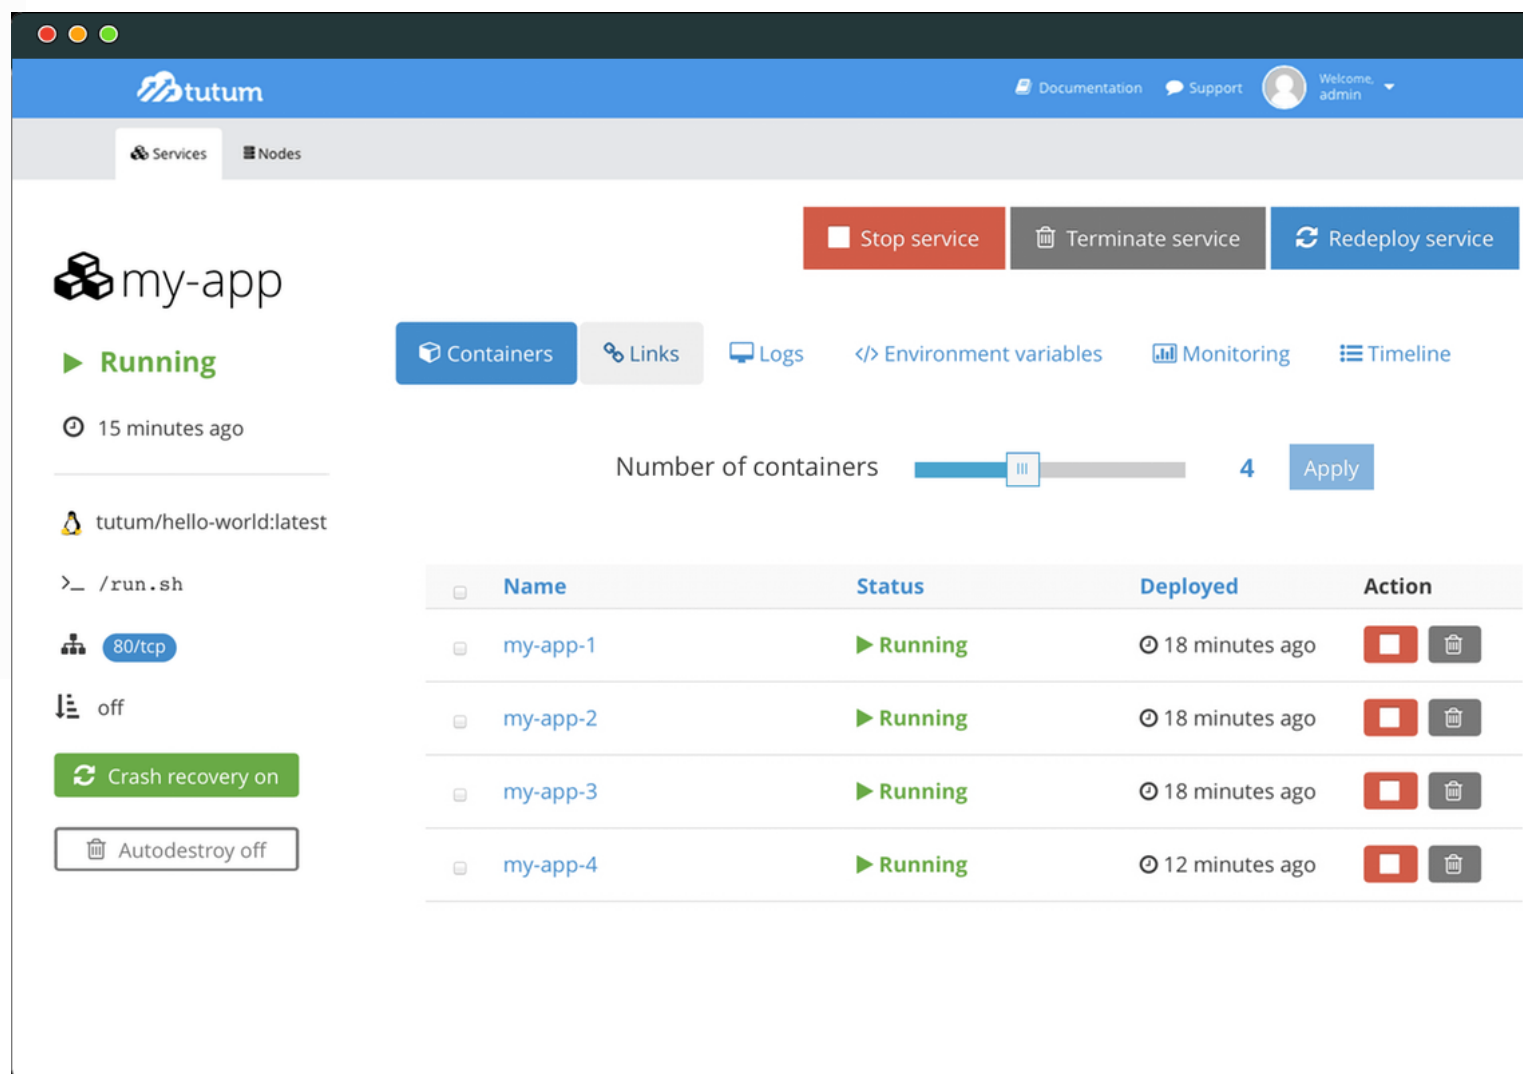 tutum
Documentation Support Welcome, admin
Services Nodes
Stop service Terminate service Redeploy service
my-app
Running
15 minutes ago
tutum/hello-world:latest
>_ /run.sh
80/tcp
off
Crash recovery on
Autodestroy off
Containers Links Logs </> Environment variables Monitoring Timeline
Number of containers 4 Apply
Name Status Deployed Action
my-app-1 Running 18 minutes ago
my-app-2 Running 18 minutes ago
my-app-3 Running 18 minutes ago
my-app-4 Running 12 minutes ago